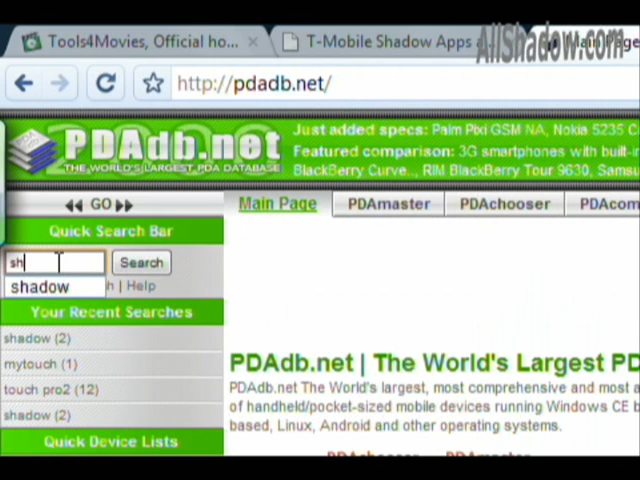 AllShadow.com
Tools4Movies, Official ho...
T-Mobile Shadow Apps a
Main Page
http://pdadb.net/
PDAdb.net
THE WORLD'S LARGEST PDA DATABASE
Just added specs: Palm Pixi GSM NA, Nokia 5235 C
Featured comparison: 3G smartphones with built-in
BlackBerry Curve.., RIM BlackBerry Tour 9630, Samsu
GO
Main Page
PDAmaster
PDAchooser
PDAcom
Quick Search Bar
sh
Search
shadow
h | Help
Your Recent Searches
shadow (2)
mytouch (1)
touch pro2 (12)
shadow (2)
Quick Device Lists
PDAdb.net | The World's Largest PD
PDAdb.net The World's largest, most comprehensive and most a
of handheld/pocket-sized mobile devices running Windows CE b
based, Linux, Android and other operating systems.
PDAchooser
PDAmaster